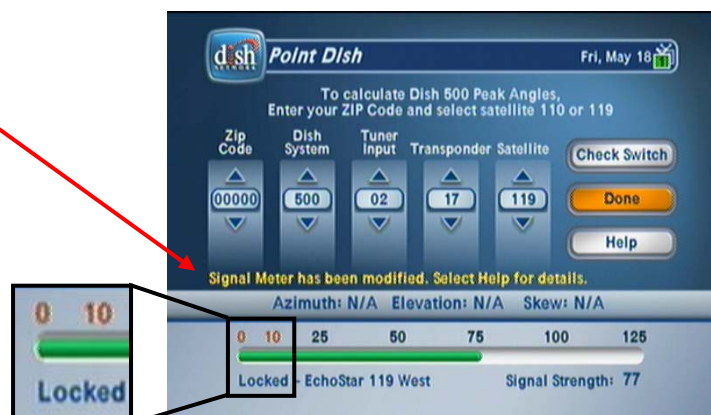 dish
NETWORK
Point Dish
Fri, May 18
1
To calculate Dish 500 Peak Angles,
Enter your ZIP Code and select satellite 110 or 119
Zip Code
Dish System
Tuner Input
Transponder
Satellite
Check Switch
00000
500
02
17
119
Done
Help
Signal Meter has been modified. Select Help for details.
Azimuth: N/A Elevation: N/A Skew: N/A
0 10 25 50 75 100 125
Locked - EchoStar 119 West
Signal Strength: 77
0 10
Locked